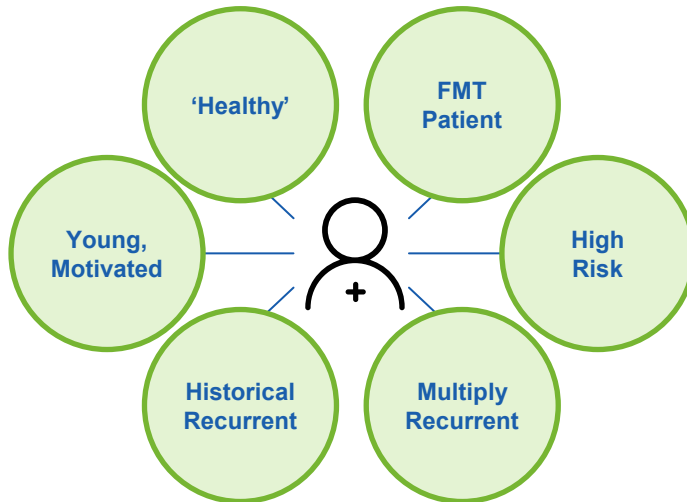 ‘Healthy’
FMT
Patient
Young,
Motivated
High
Risk
Historical
Recurrent
Multiply
Recurrent